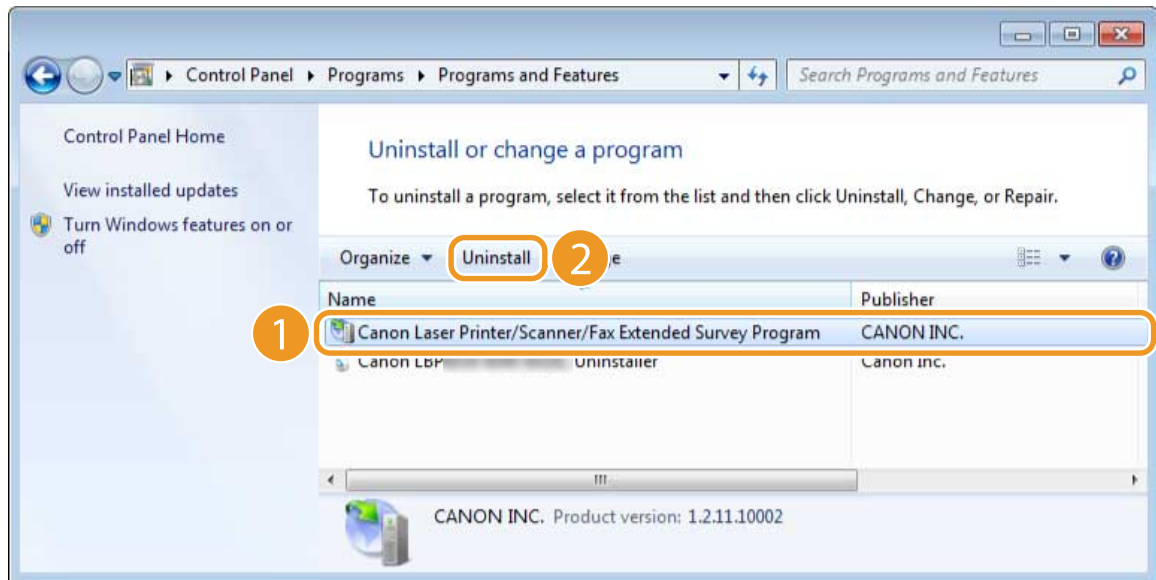 Control Panel Programs Programs and Features Search Programs and Features
Control Panel Home
View installed updates
Turn Windows features on or
off
Uninstall or change a program
To uninstall a program, select it from the list and then click Uninstall, Change, or Repair.
Organize Uninstall 2
Name Publisher
1 Canon Laser Printer/Scanner/Fax Extended Survey Program CANON INC.
Canon LBP Uninstaller Canon Inc.
CANON INC. Product version: 1.2.11.10002